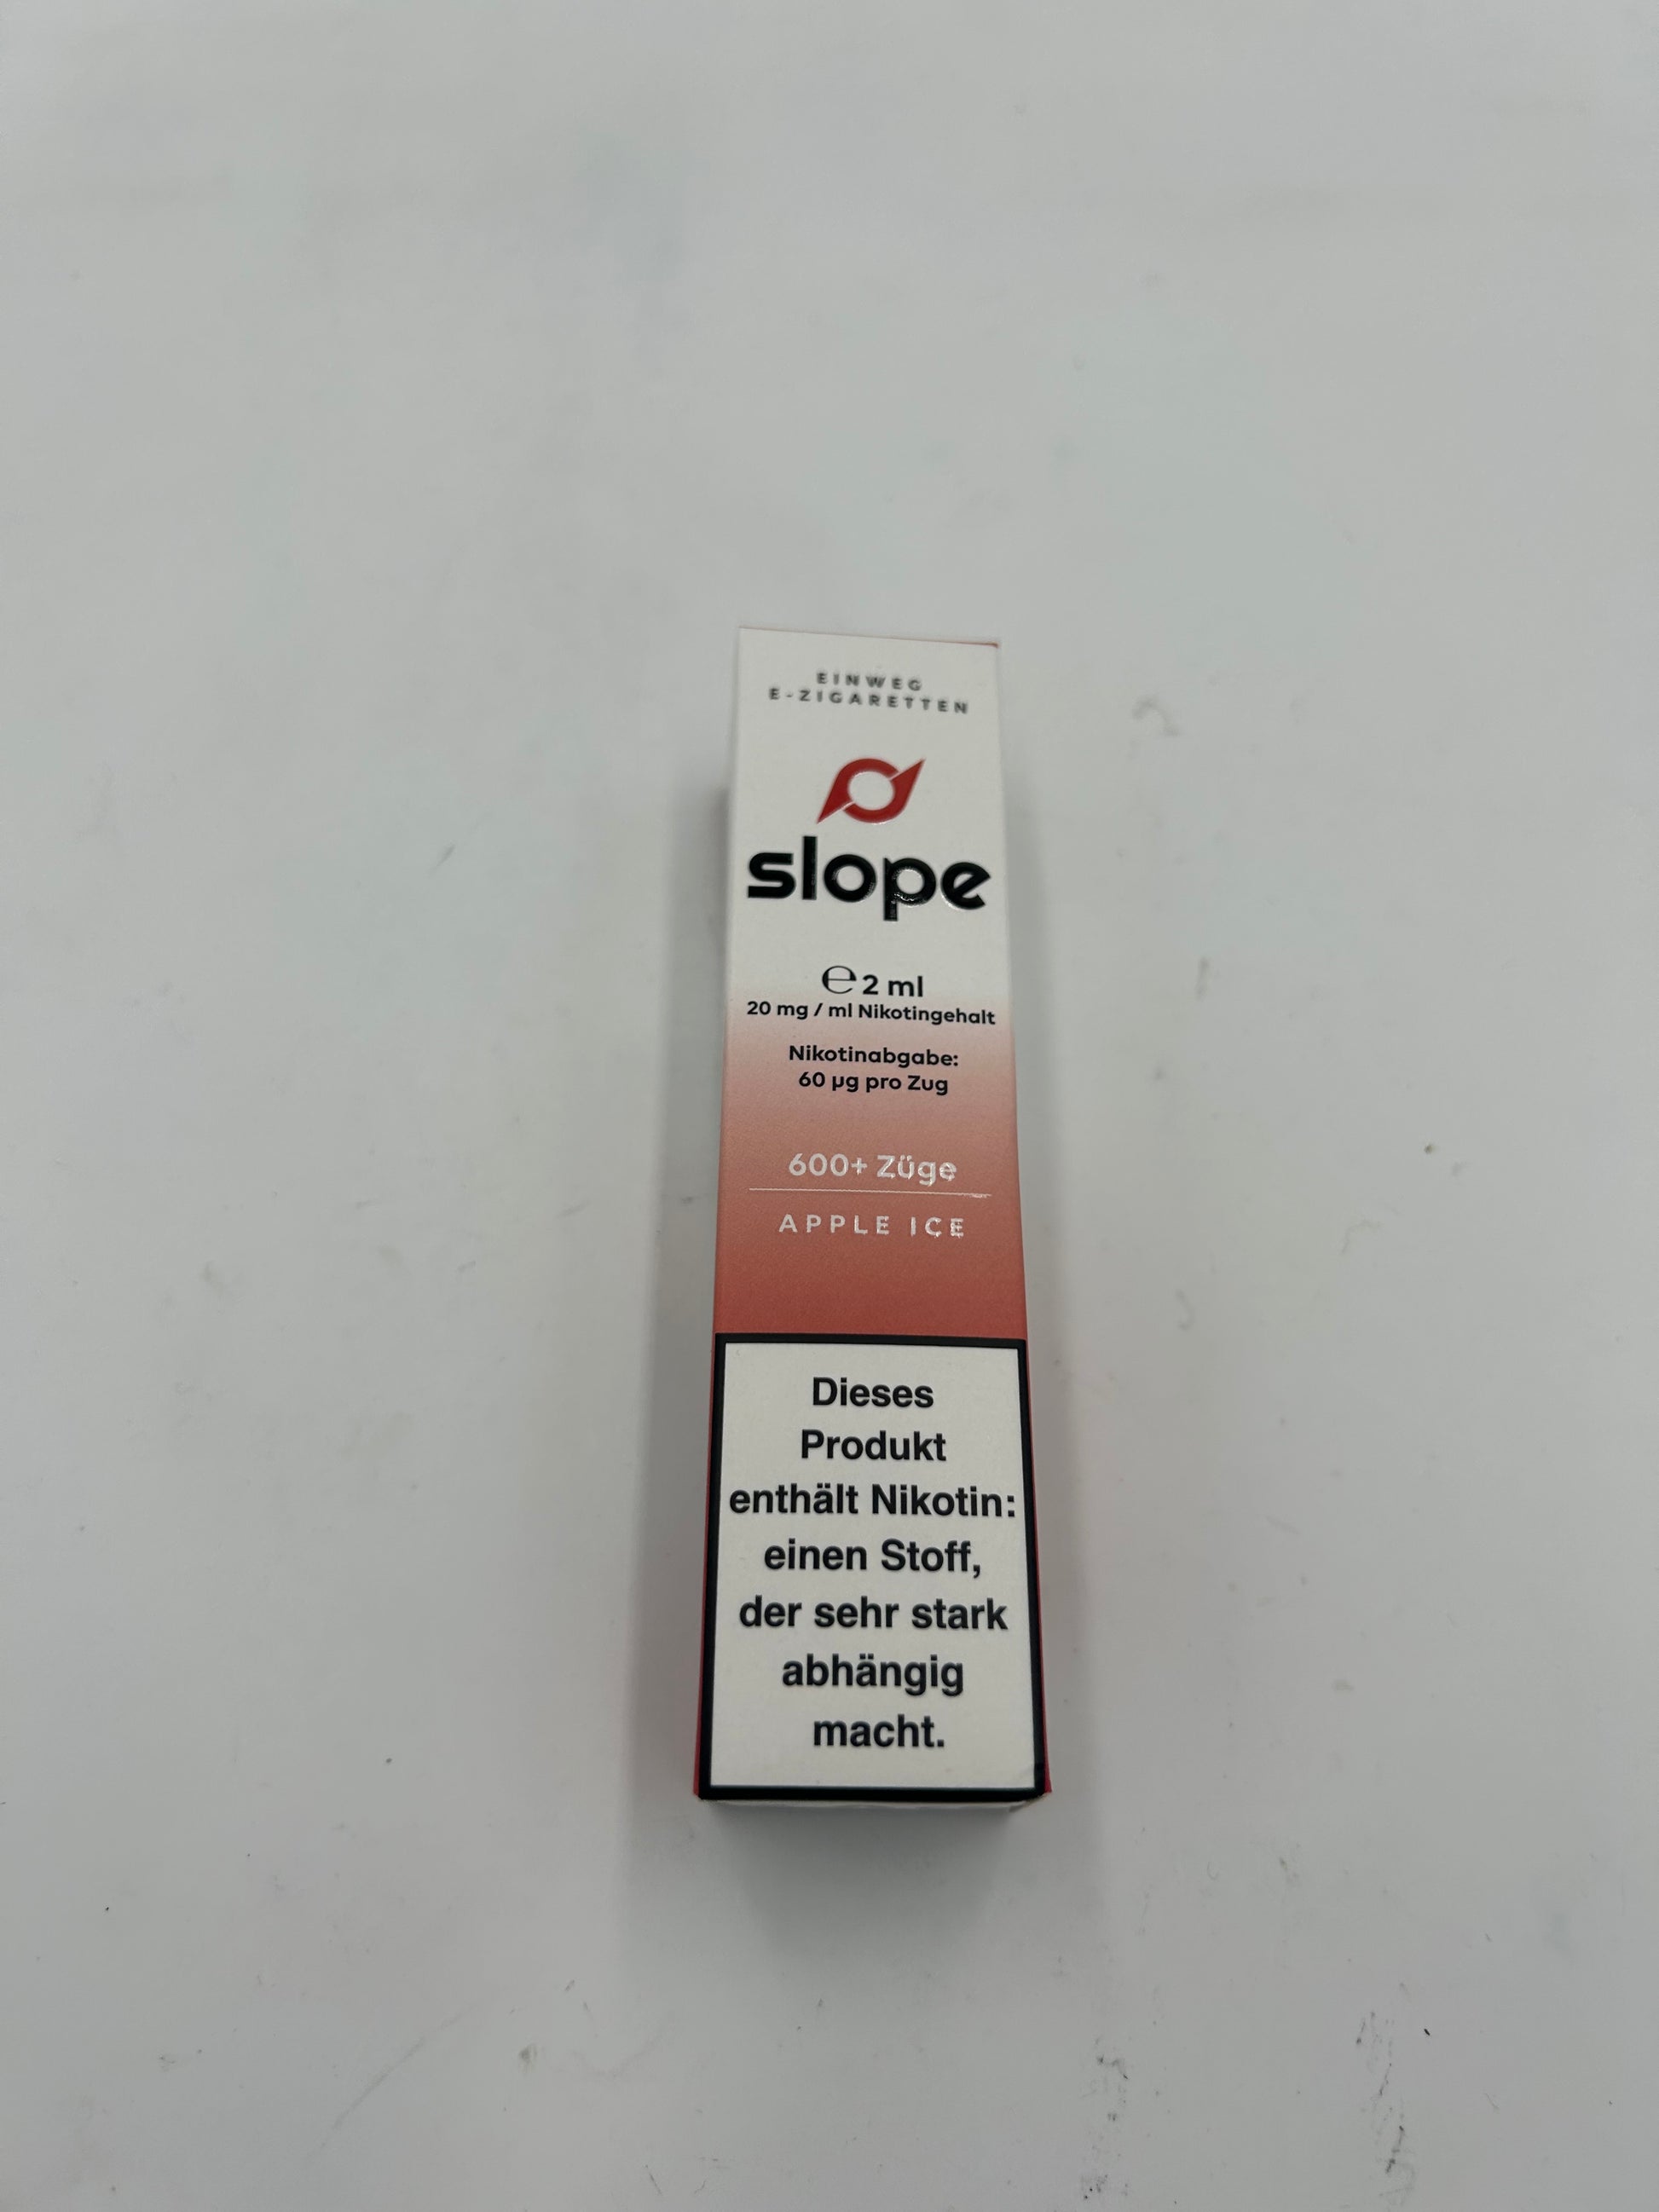 EINWEG
E-ZIGARETTEN
slope
℮ 2 ml
20 mg / ml Nikotingehalt
Nikotinabgabe:
60 µg pro Zug
600+ Züge
APPLE ICE
Dieses
Produkt
enthält Nikotin:
einen Stoff,
der sehr stark
abhängig
macht.